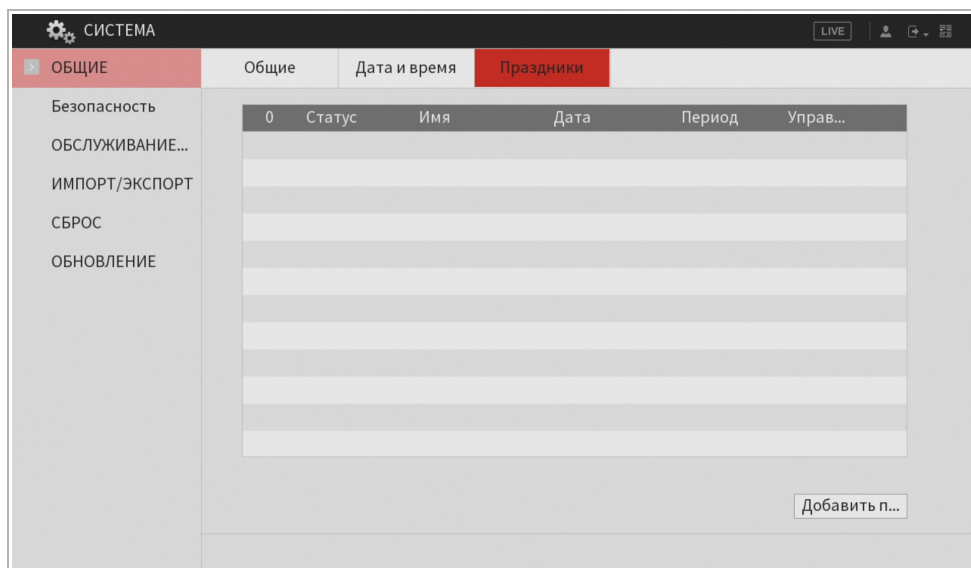 СИСТЕМА
LIVE
ОБЩИЕ
Общие
Дата и время
Праздники
Безопасность
0 Статус Имя Дата Период Управ...
ОБСЛУЖИВАНИЕ...
ИМПОРТ/ЭКСПОРТ
СБРОС
ОБНОВЛЕНИЕ
Добавить п...